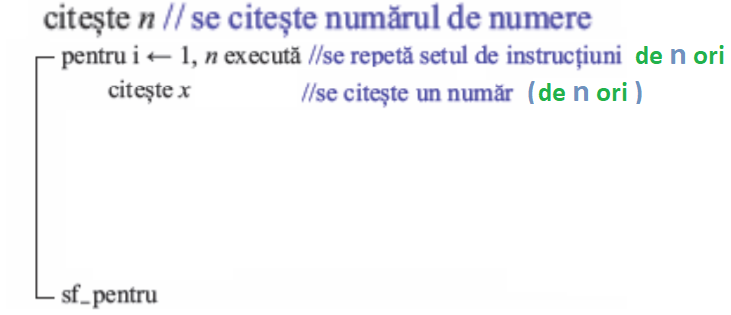 citește n // se citește numărul de numere
pentru i ← 1, n execută //se repetă setul de instrucțiuni de n ori
citește x //se citește un număr (de n ori)
sf_pentru